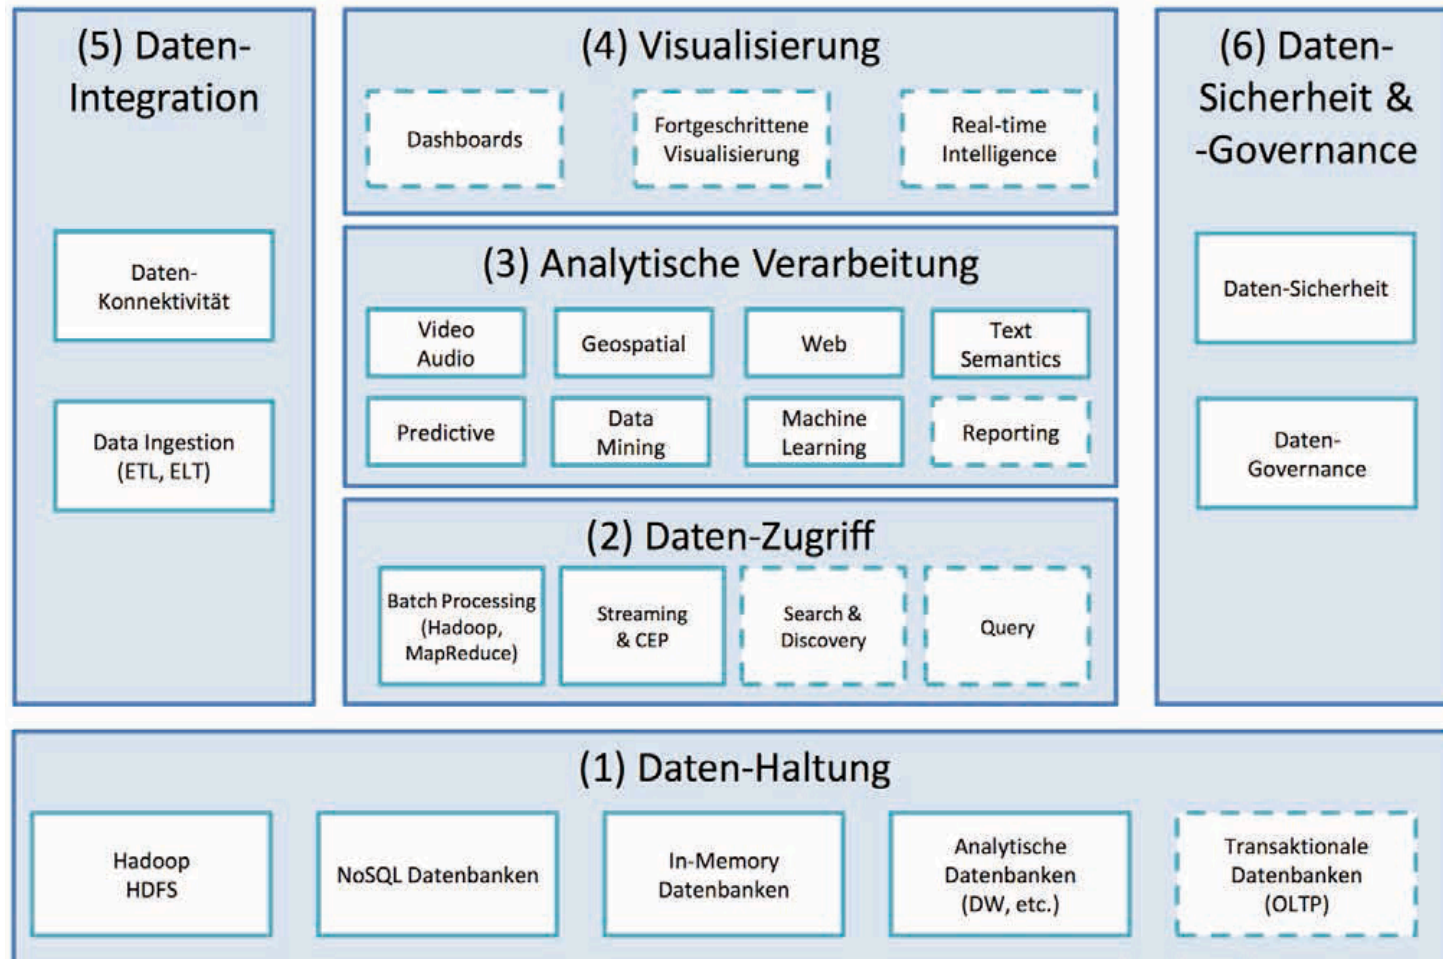 (5) Daten-
Integration
Daten-
Konnektivität
Data Ingestion
(ETL, ELT)
(4) Visualisierung
Dashboards
Fortgeschrittene
Visualisierung
Real-time
Intelligence
(3) Analytische Verarbeitung
Video
Audio
Geospatial
Web
Text
Semantics
Predictive
Data
Mining
Machine
Learning
Reporting
(2) Daten-Zugriff
Batch Processing
(Hadoop,
MapReduce)
Streaming
& CEP
Search &
Discovery
Query
(6) Daten-
Sicherheit &
-Governance
Daten-Sicherheit
Daten-
Governance
(1) Daten-Haltung
Hadoop
HDFS
NoSQL Datenbanken
In-Memory
Datenbanken
Analytische
Datenbanken
(DW, etc.)
Transaktionale
Datenbanken
(OLTP)